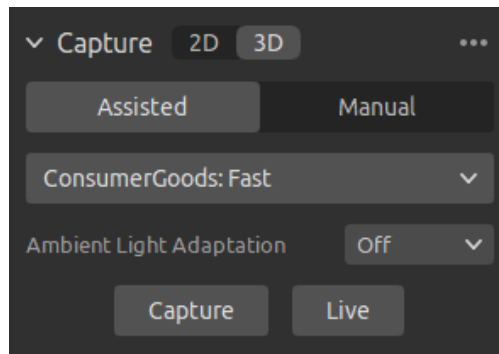 Capture 2D 3D
Assisted Manual
ConsumerGoods: Fast
Ambient Light Adaptation Off
Capture Live